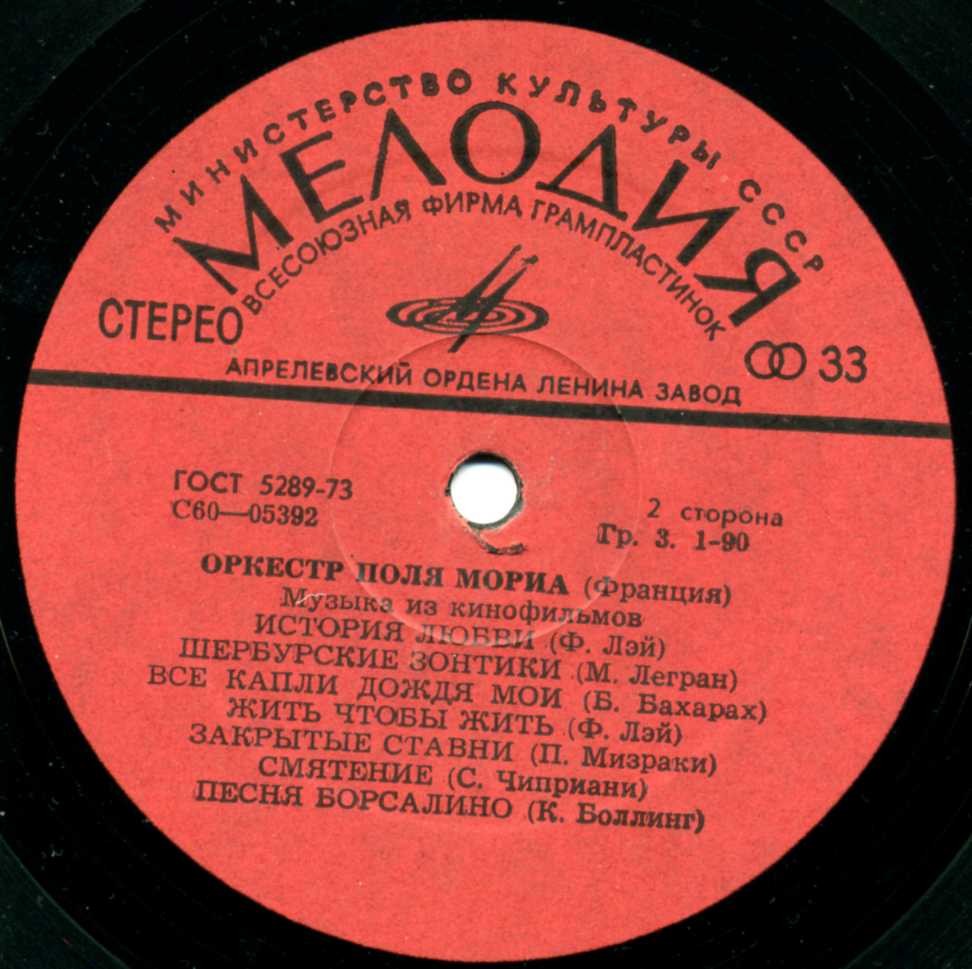 МИНИСТЕРСТВО КУЛЬТУРЫ СССР
МЕЛОДИЯ
ВСЕСОЮЗНАЯ ФИРМА ГРАМПЛАСТИНОК
СТЕРЕО
33
АПРЕЛЕВСКИЙ ОРДЕНА ЛЕНИНА ЗАВОД
ГОСТ 5289-73
С60—05392
2 сторона
Гр. 3. 1-90
ОРКЕСТР ПОЛЯ МОРИА (Франция)
Музыка из кинофильмов
ИСТОРИЯ ЛЮБВИ (Ф. Лэй)
ШЕРБУРСКИЕ ЗОНТИКИ (М. Легран)
ВСЕ КАПЛИ ДОЖДЯ МОИ (Б. Бахарах)
ЖИТЬ ЧТОБЫ ЖИТЬ (Ф. Лэй)
ЗАКРЫТЫЕ СТАВНИ (П. Мизраки)
СМЯТЕНИЕ (С. Чиприани)
ПЕСНЯ БОРСАЛИНО (К. Боллинг)